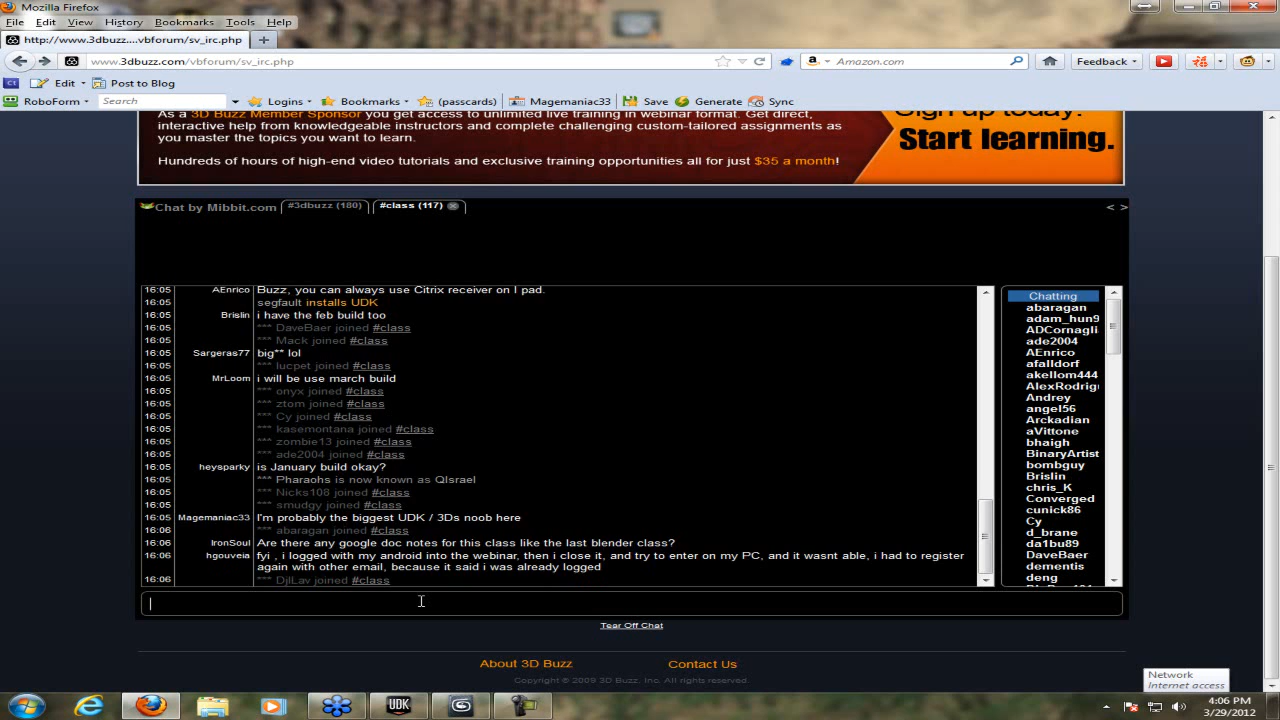 Mozilla Firefox
File Edit View History Bookmarks Tools Help
http://www.3dbuzz....vbforum/sv_irc.php +
www.3dbuzz.com/vbforum/sv_irc.php Amazon.com Feedback
Edit Post to Blog
RoboForm Search Logins Bookmarks (passcards) Magemaniac33 Save Generate Sync
As a 3D Buzz Member Sponsor you get access to unlimited live training in webinar format. Get direct,
interactive help from knowledgeable instructors and complete challenging custom-tailored assignments as
you master the topics you want to learn.
Hundreds of hours of high-end video tutorials and exclusive training opportunities all for just $35 a month!
Sign up today!
Start learning.
Chat by Mibbit.com #3dbuzz (180) #class (117) < >
16:05 AEnrico Buzz, you can always use Citrix receiver on I pad.
16:05 segfault installs UDK
16:05 Brislin i have the feb build too
16:05 *** DaveBaer joined #class
16:05 *** Mack joined #class
16:05 Sargeras77 big** lol
16:05 *** lucpet joined #class
16:05 MrLoom i will be use march build
16:05 *** onyx joined #class
16:05 *** ztom joined #class
16:05 *** Cy joined #class
16:05 *** kasemontana joined #class
16:05 *** zombie13 joined #class
16:05 *** ade2004 joined #class
16:05 heysparky is January build okay?
16:05 *** Pharaohs is now known as QIsrael
16:05 *** Nicks108 joined #class
16:05 *** smudgy joined #class
16:05 Magemaniac33 I'm probably the biggest UDK / 3Ds noob here
16:06 *** abaragan joined #class
16:06 IronSoul Are there any google doc notes for this class like the last blender class?
16:06 hgouveia fyi , i logged with my android into the webinar, then i close it, and try to enter on my PC, and it wasnt able, i had to register
again with other email, because it said i was already logged
16:06 *** DjlLav joined #class
Chatting
abaragan
adam_hun9
ADCornagli
ade2004
AEnrico
afalldorf
akellom444
AlexRodrig
Andrey
angel56
Arckadian
aVittone
bhaigh
BinaryArtist
bombguy
Brislin
chris_K
Converged
cunick86
Cy
d_brane
da1bu89
DaveBaer
dementis
deng
Tear Off Chat
About 3D Buzz Contact Us
Copyright © 2009 3D Buzz, Inc. All rights reserved.
Network
Internet access
UDK
4:06 PM
3/29/2012